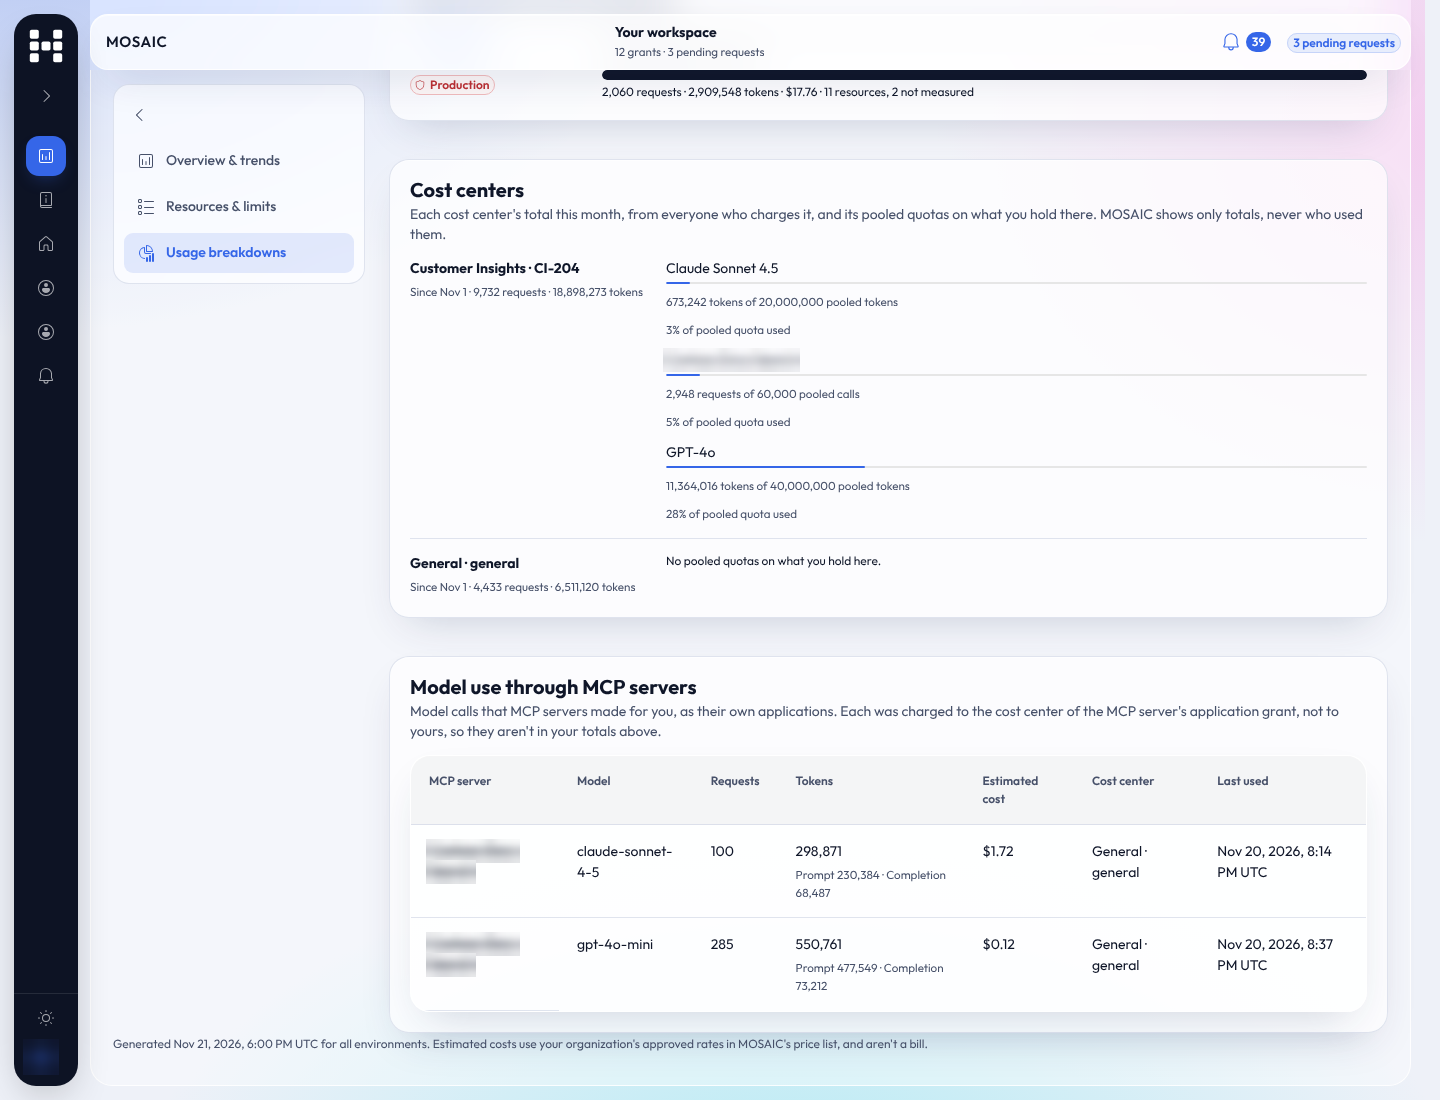 MOSAIC
Your workspace
12 grants · 3 pending requests
39
3 pending requests
Production
2,060 requests · 2,909,548 tokens · $17.76 · 11 resources, 2 not measured
Overview & trends
Resources & limits
Usage breakdowns
Cost centers
Each cost center's total this month, from everyone who charges it, and its pooled quotas on what you hold there. MOSAIC shows only totals, never who used
them.
Customer Insights · CI-204
Since Nov 1 · 9,732 requests · 18,898,273 tokens
Claude Sonnet 4.5
673,242 tokens of 20,000,000 pooled tokens
3% of pooled quota used
2,948 requests of 60,000 pooled calls
5% of pooled quota used
GPT-4o
11,364,016 tokens of 40,000,000 pooled tokens
28% of pooled quota used
General · general
Since Nov 1 · 4,433 requests · 6,511,120 tokens
No pooled quotas on what you hold here.
Model use through MCP servers
Model calls that MCP servers made for you, as their own applications. Each was charged to the cost center of the MCP server's application grant, not to
yours, so they aren't in your totals above.
MCP server
Model
Requests
Tokens
Estimated
cost
Cost center
Last used
claude-sonnet-
4-5
100
298,871
Prompt 230,384 · Completion
68,487
$1.72
General ·
general
Nov 20, 2026, 8:14
PM UTC
gpt-4o-mini
285
550,761
Prompt 477,549 · Completion
73,212
$0.12
General ·
general
Nov 20, 2026, 8:37
PM UTC
Generated Nov 21, 2026, 6:00 PM UTC for all environments. Estimated costs use your organization's approved rates in MOSAIC's price list, and aren't a bill.